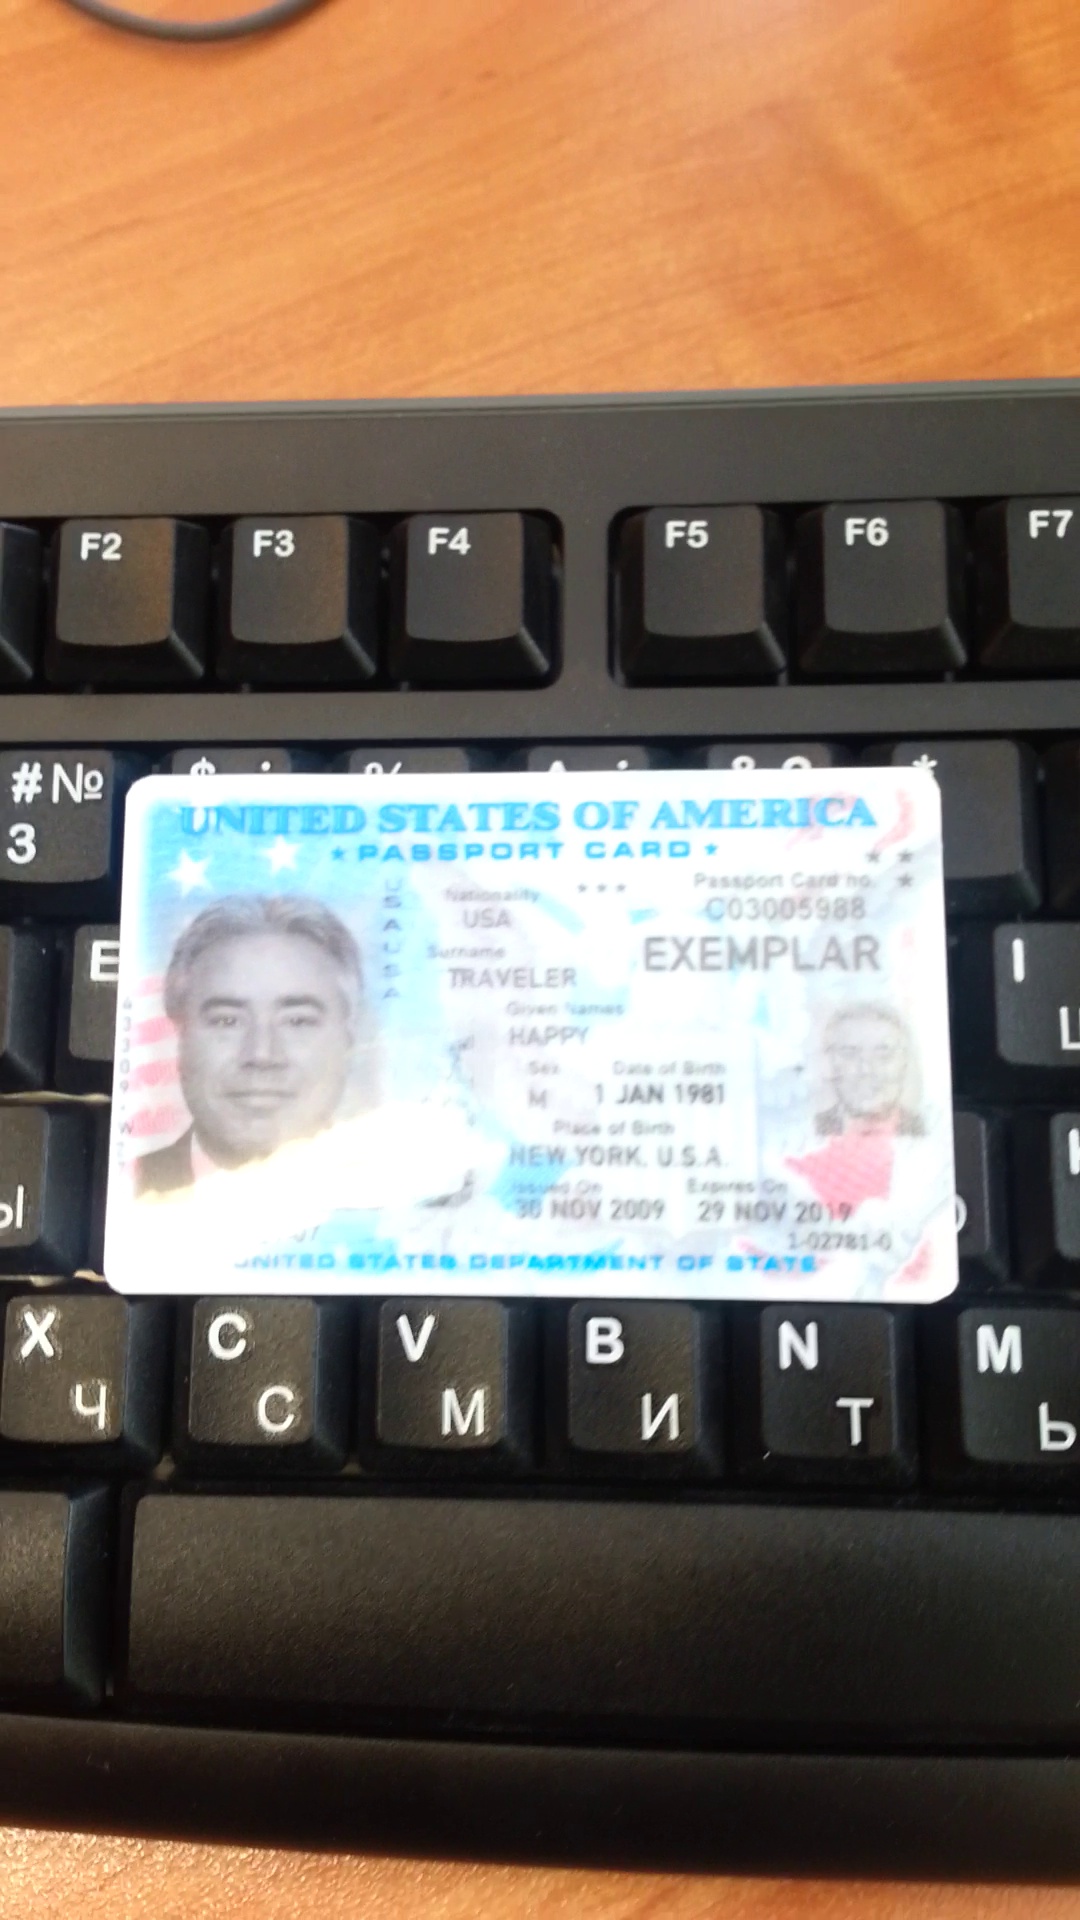 F2 F3 F4 F5 F6 F7
#№
3
UNITED STATES OF AMERICA
PASSPORT CARD
USAUSA
Nationality
USA
Passport Card no.
C03005988
EXEMPLAR
Surname
TRAVELER
Given Names
HAPPY
Sex Date of Birth
M 1 JAN 1981
Place of Birth
NEW YORK, U.S.A.
Issued On Expires On
30 NOV 2009 29 NOV 2019
1-02781-0
UNITED STATES DEPARTMENT OF STATE
E
I
Ы
X C V B N M
Ч С М И Т Ь